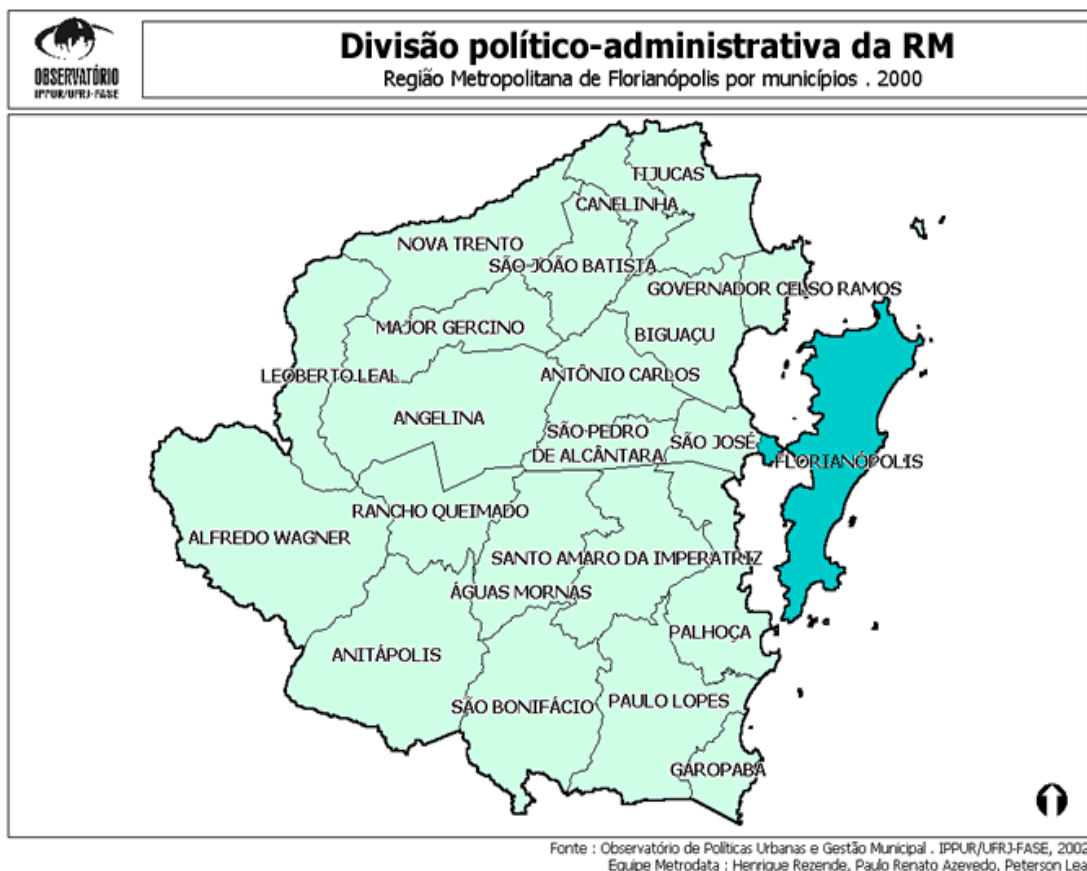 OBSERVATÓRIO
IPPUR/UFRJ-FASE
Divisão político-administrativa da RM
Região Metropolitana de Florianópolis por municípios . 2000
TIJUCAS
CANELINHA
NOVA TRENTO
SÃO JOÃO BATISTA
GOVERNADOR CELSO RAMOS
MAJOR GERCINO
BIGUAÇU
LEOBERTO LEAL
ANTÔNIO CARLOS
ANGELINA
SÃO PEDRO
DE ALCÂNTARA
SÃO JOSÉ
FLORIANÓPOLIS
RANCHO QUEIMADO
ALFREDO WAGNER
SANTO AMARO DA IMPERATRIZ
ÁGUAS MORNAS
PALHOÇA
ANITÁPOLIS
SÃO BONIFÁCIO
PAULO LOPES
GAROPABA
Fonte : Observatório de Políticas Urbanas e Gestão Municipal . IPPUR/UFRJ-FASE, 2002
Equipe Metrodata : Henrique Rezende, Paulo Renato Azevedo, Peterson Lea